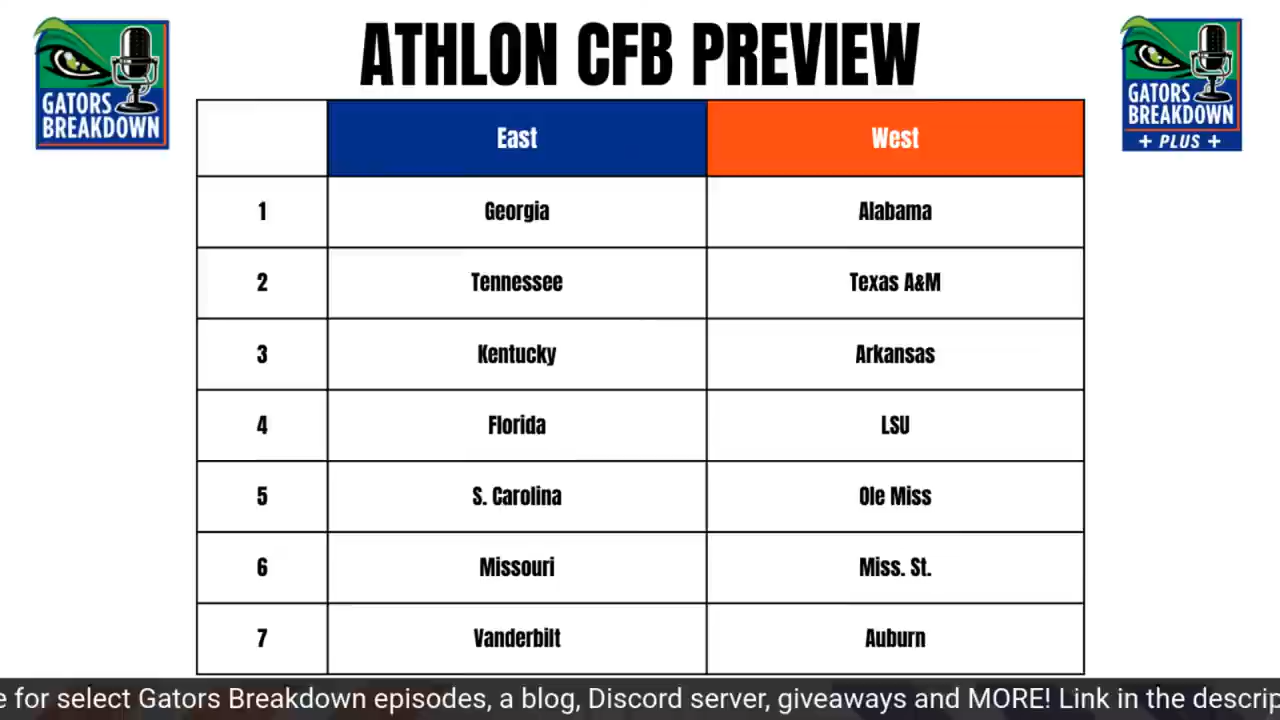 ATHLON CFB PREVIEW
GATORS
BREAKDOWN
GATORS
BREAKDOWN
+ PLUS +
East West
1 Georgia Alabama
2 Tennessee Texas A&M
3 Kentucky Arkansas
4 Florida LSU
5 S. Carolina Ole Miss
6 Missouri Miss. St.
7 Vanderbilt Auburn
e for select Gators Breakdown episodes, a blog, Discord server, giveaways and MORE! Link in the descrip